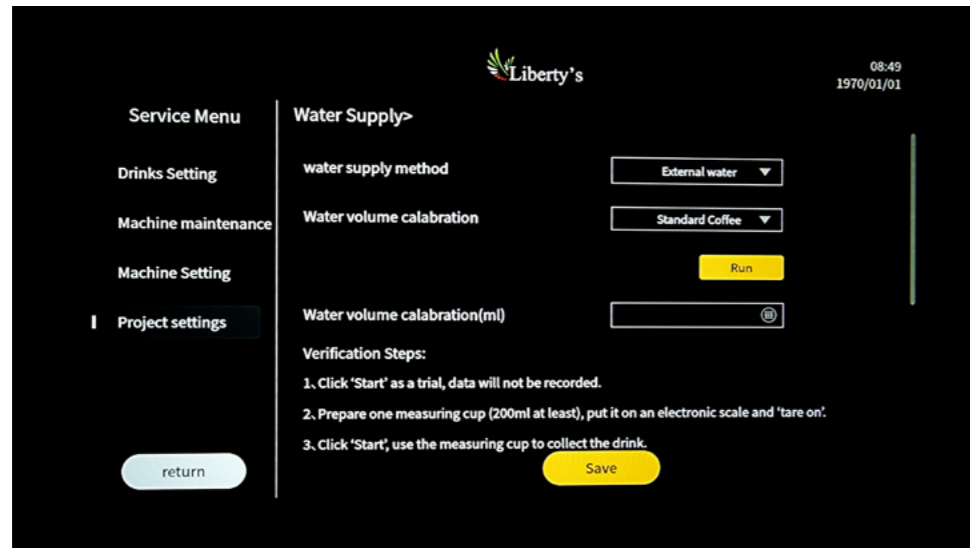 Liberty's
08:49
1970/01/01
Service Menu
Drinks Setting
Machine maintenance
Machine Setting
Project settings
return
Water Supply>
water supply method
External water
Water volume calabration
Standard Coffee
Run
Water volume calabration(ml)
Verification Steps:
1、Click 'Start' as a trial, data will not be recorded.
2、Prepare one measuring cup (200ml at least), put it on an electronic scale and 'tare on'.
3、Click 'Start', use the measuring cup to collect the drink.
Save